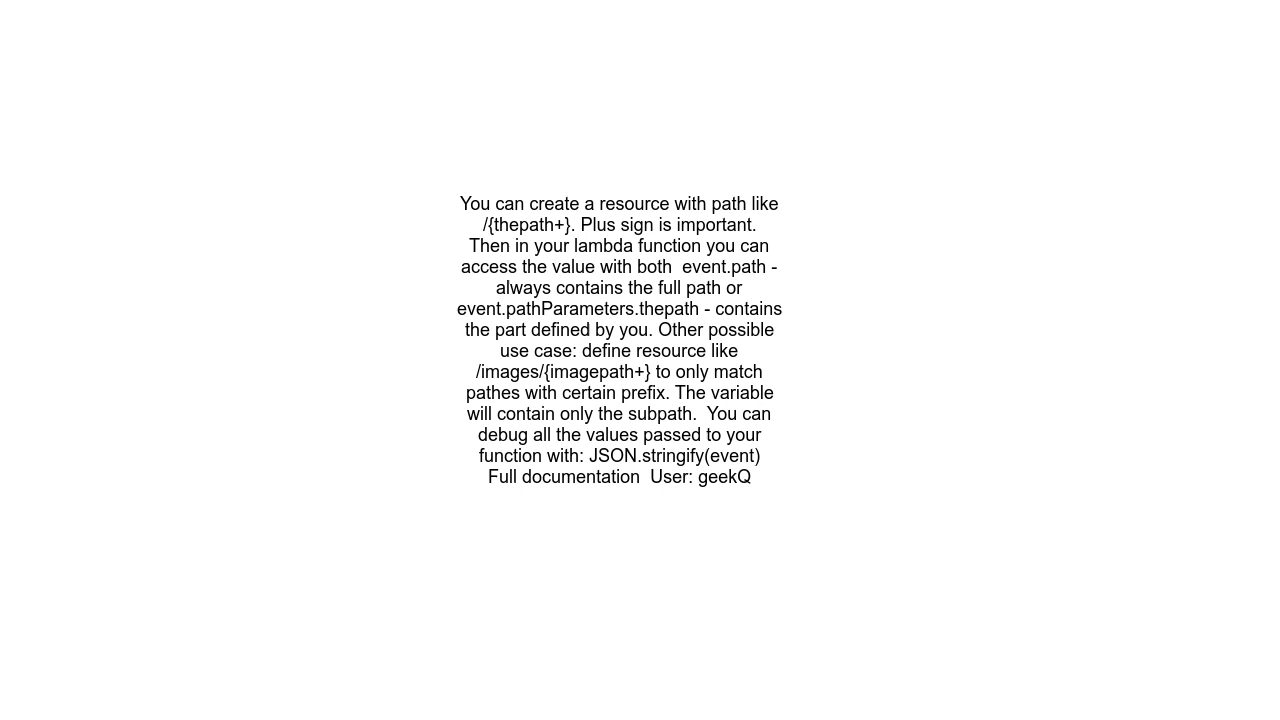 You can create a resource with path like
/{thepath+}. Plus sign is important.
Then in your lambda function you can
access the value with both  event.path -
always contains the full path or
event.pathParameters.thepath - contains
the part defined by you. Other possible
use case: define resource like
/images/{imagepath+} to only match
pathes with certain prefix. The variable
will contain only the subpath.  You can
debug all the values passed to your
function with: JSON.stringify(event)
Full documentation  User: geekQ